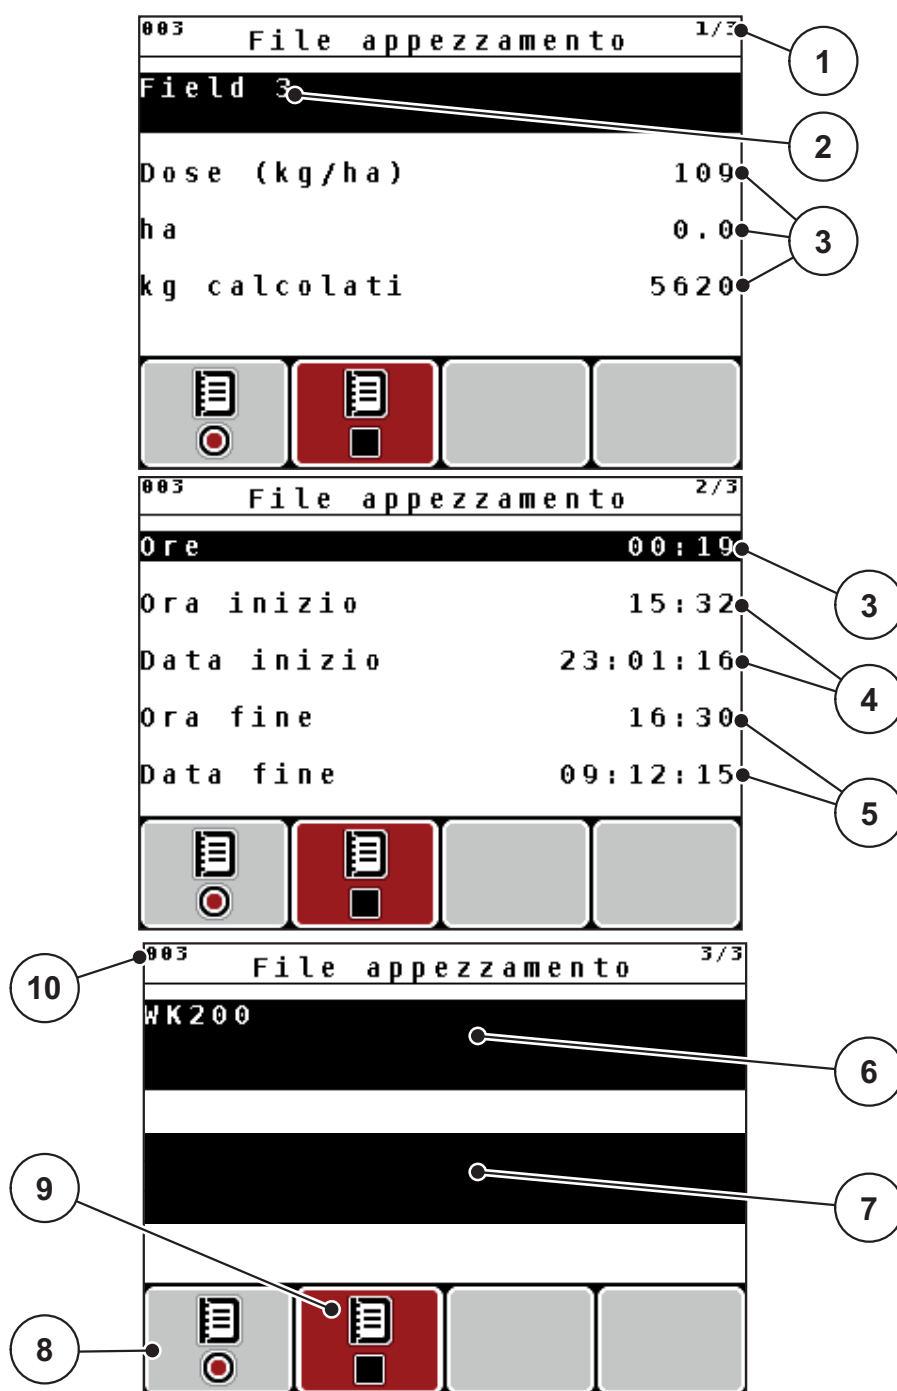 003 File appezzamento 1/3
1
Field 3
2
Dose (kg/ha) 109
ha 0.0
3
kg calcolati 5620
003 File appezzamento 2/3
Ore 00:19
3
Ora inizio 15:32
Data inizio 23:01:16
4
Ora fine 16:30
Data fine 09:12:15
5
003 File appezzamento 3/3
10
WK200
6
9
7
8